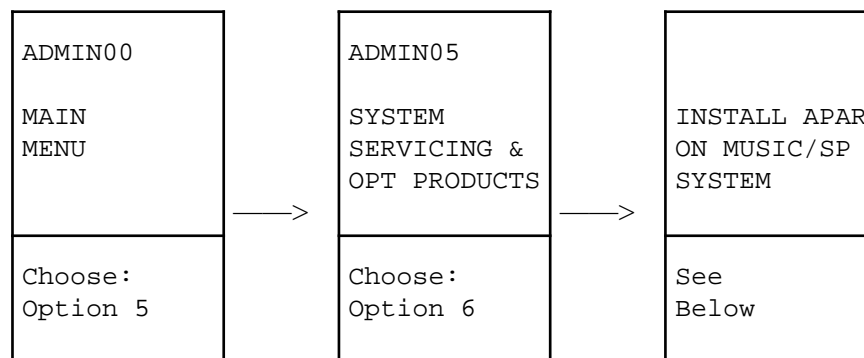 ADMIN00
MAIN
MENU
Choose:
Option 5
ADMIN05
SYSTEM
SERVICING &
OPT PRODUCTS
Choose:
Option 6
INSTALL APAR
ON MUSIC/SP
SYSTEM
See
Below